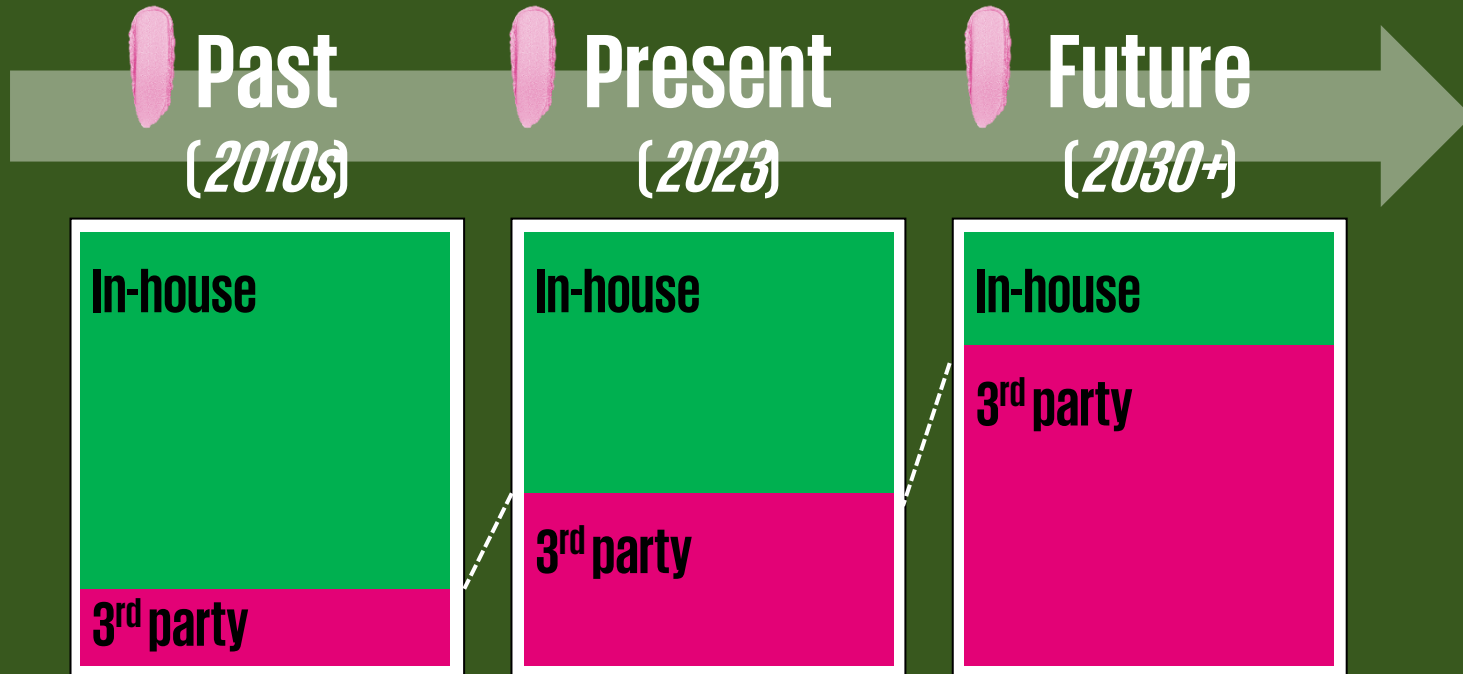 Past
Present
Future
(2010s)
(2023)
(2030+)
In-house
In-house
In-house
3rd party
3rd party
3rd party